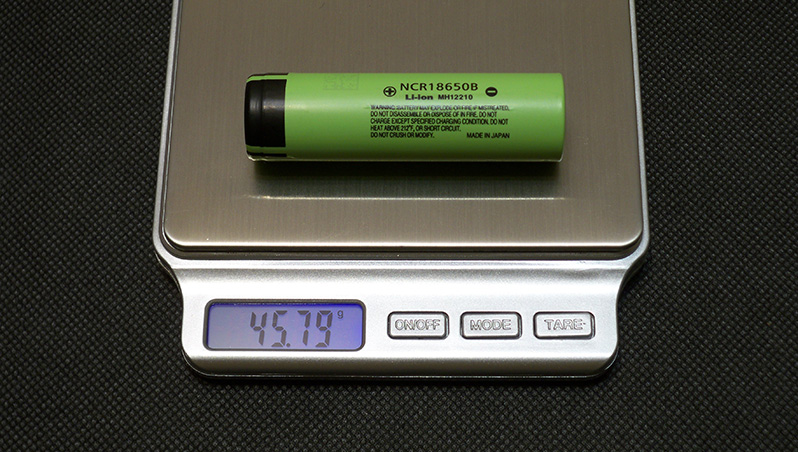 NCR18650B
Li-ion MH12210
WARNING: BATTERY MAY EXPLODE OR FIRE IF MISTREATED.
DO NOT DISASSEMBLE OR DISPOSE OF IN FIRE. DO NOT
CHARGE EXCEPT SPECIFIED CHARGING CONDITION. DO NOT
HEAT ABOVE 212°F, OR SHORT CIRCUIT.
DO NOT CRUSH OR MODIFY. MADE IN JAPAN
45.79 g
ON/OFF MODE TARE